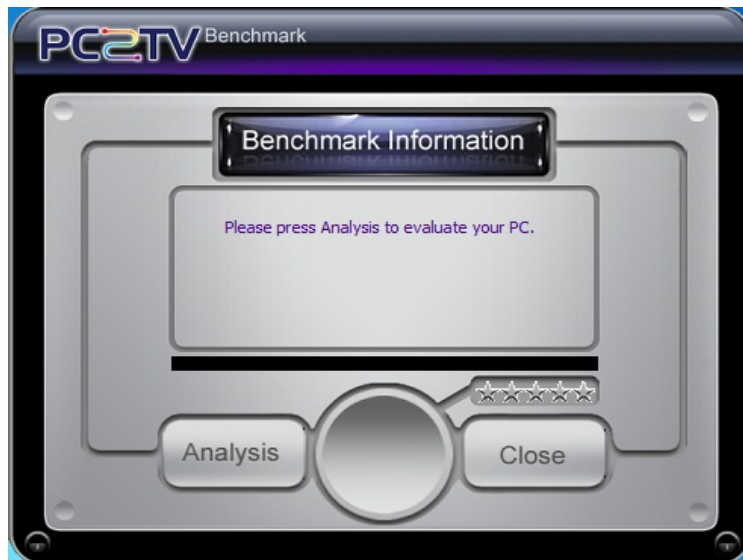 PC2TV Benchmark
Benchmark Information
Please press Analysis to evaluate your PC.
Analysis
Close